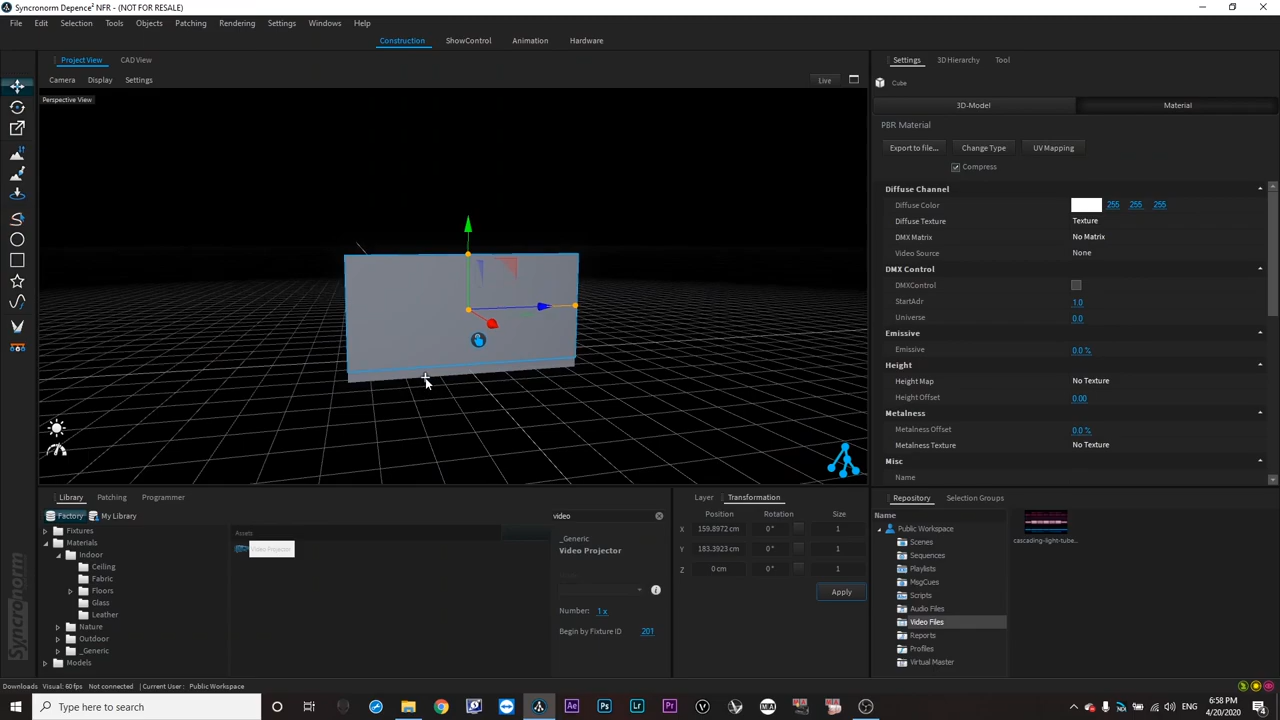 Syncronorm Depence² NFR - (NOT FOR RESALE)
File Edit Selection Tools Objects Patching Rendering Settings Windows Help
Construction ShowControl Animation Hardware
Project View CAD View
Camera Display Settings Live
Perspective View
Settings 3D Hierarchy Tool
Cube
3D-Model Material
PBR Material
Export to file... Change Type UV Mapping
Compress
Diffuse Channel
Diffuse Color 255 255 255
Diffuse Texture Texture
DMX Matrix No Matrix
Video Source None
DMX Control
DMXControl
StartAdr 1.0
Universe 0.0
Emissive
Emissive 0.0 %
Height
Height Map No Texture
Height Offset 0.00
Metalness
Metalness Offset 0.0 %
Metalness Texture No Texture
Misc
Name
Library Patching Programmer
Factory My Library video
Fixtures
Materials
Indoor
Ceiling
Fabric
Floors
Glass
Leather
Nature
Outdoor
_Generic
Models
Assets
Video Projector
_Generic
Video Projector
Number: 1 x
Begin by Fixture ID 201
Layer Transformation
Position Rotation Size
X 159.8972 cm 0 ° 1
Y 183.3923 cm 0 ° 1
Z 0 cm 0 ° 1
Apply
Repository Selection Groups
Name
Public Workspace
Scenes
Sequences
Playlists
MsgCues
Scripts
Audio Files
Video Files
Reports
Profiles
Virtual Master
cascading-light-tube...
Syncronorm
Downloads Visual: 60 fps Not connected Current User : Public Workspace
Type here to search
6:58 PM
4/20/2020